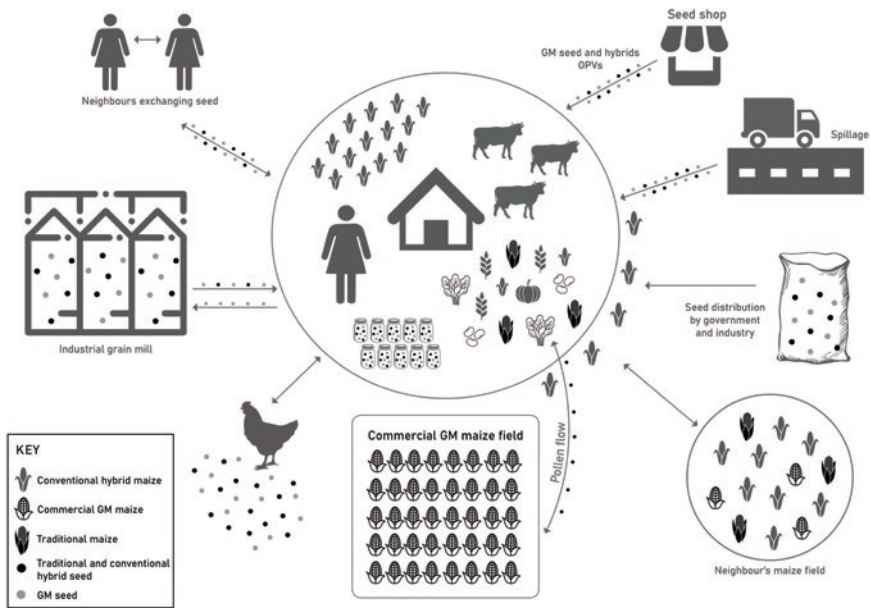 Seed shop
GM seed and hybrids
OPVs
Neighbours exchanging seed
Spillage
Industrial grain mill
Seed distribution
by government
and industry
Commercial GM maize field
Pollen flow
KEY
Conventional hybrid maize
Commercial GM maize
Traditional maize
Traditional and conventional
hybrid seed
GM seed
Neighbour's maize field